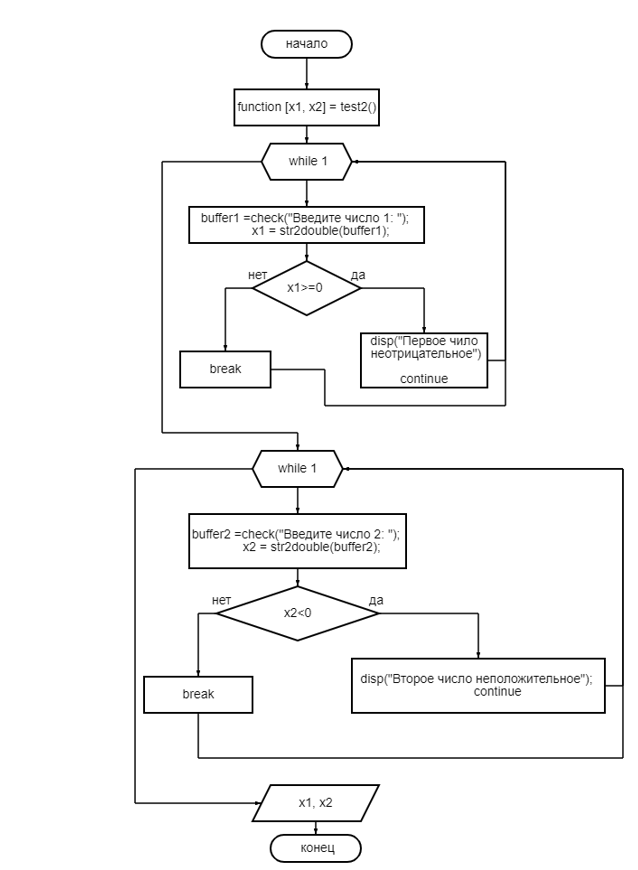 начало
function [x1, x2] = test2()
while 1
buffer1 =check("Введите число 1: ");
x1 = str2double(buffer1);
нет
да
x1>=0
disp("Первое чило
неотрицательное")
continue
break
while 1
buffer2 =check("Введите число 2: ");
x2 = str2double(buffer2);
нет
да
x2<0
disp("Второе число неположительное");
continue
break
x1, x2
конец